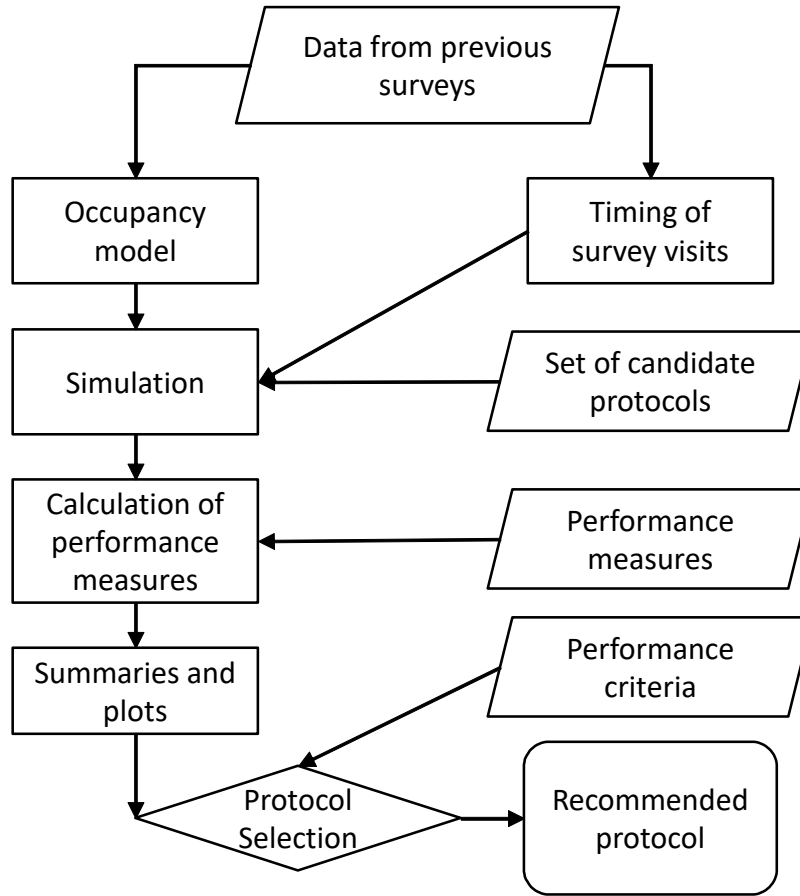 Data from previous
surveys
Occupancy
model
Timing of
survey visits
Simulation
Set of candidate
protocols
Calculation of
performance
measures
Performance
measures
Summaries and
plots
Performance
criteria
Protocol
Selection
Recommended
protocol